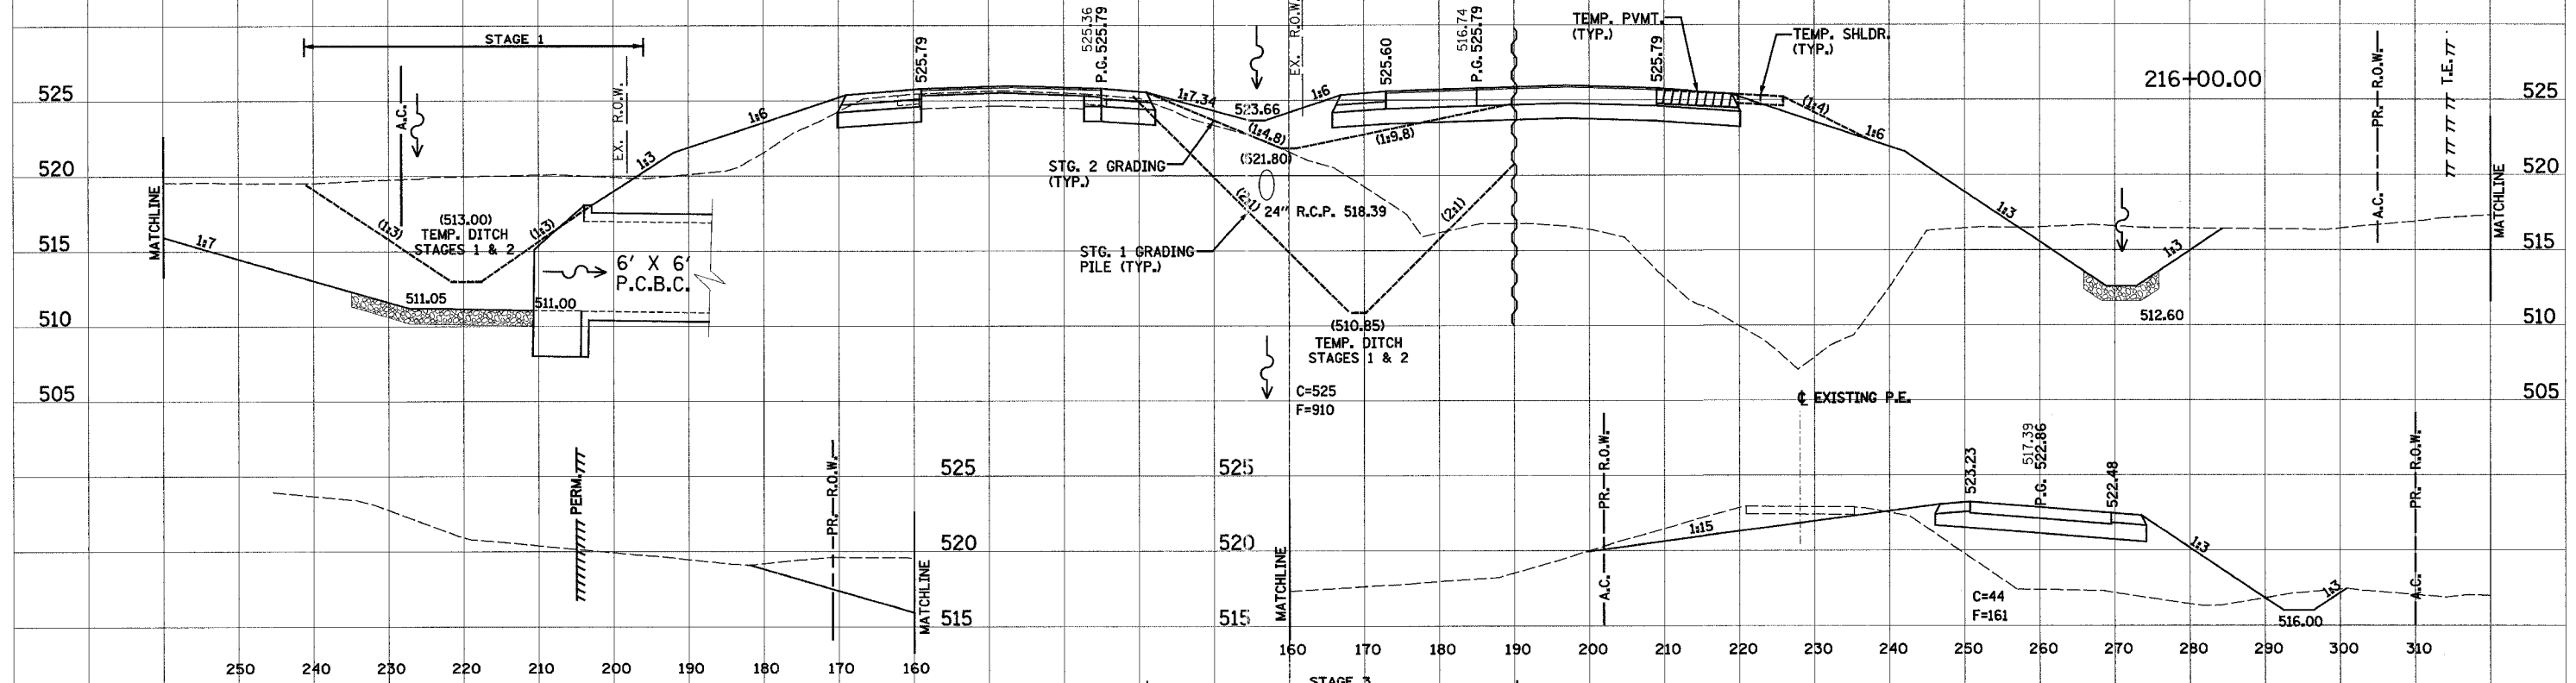 STAGE 1
525.79
525.36
P.G. 525.79
EX. R.O.W.
525.60
516.74
P.G. 525.79
TEMP. PVMT.
(TYP.)
525.79
TEMP. SHLDR.
(TYP.)
216+00.00
A.C.
PR. R.O.W.
T.E.
525
A.C.
EX. R.O.W.
1:6
1:7.34
523.66
1:6
(1:4)
1:6
525
520
MATCHLINE
1:3
STG. 2 GRADING
(TYP.)
(1:4.8)
(521.80)
(1:9.8)
520
MATCHLINE
(1:3)
(513.00)
TEMP. DITCH
STAGES 1 & 2
(1:3)
(2:1)
24" R.C.P. 518.39
(2:1)
1:3
515
1:7
6' X 6'
P.C.B.C.
STG. 1 GRADING
PILE (TYP.)
1:3
515
511.05
511.00
512.60
510
(510.85)
TEMP. DITCH
STAGES 1 & 2
510
505
C=525
F=910
℄ EXISTING P.E.
505
PERM.
PR. R.O.W.
525
525
A.C.
PR. R.O.W.
523.23
517.39
P.G. 522.86
522.48
A.C.
PR. R.O.W.
520
520
1:15
1:3
MATCHLINE
MATCHLINE
C=44
F=161
1:3
515
515
516.00
250 240 230 220 210 200 190 180 170 160
160 170 180 190 200 210 220 230 240 250 260 270 280 290 300 310
STAGE 3